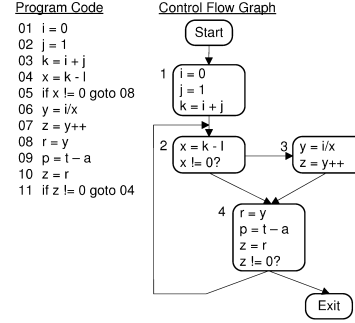 Program Code
01 i = 0
02 j = 1
03 k = i + j
04 x = k - l
05 if x != 0 goto 08
06 y = i/x
07 z = y++
08 r = y
09 p = t – a
10 z = r
11 if z != 0 goto 04
Control Flow Graph
Start
1
i = 0
j = 1
k = i + j
2
x = k - l
x != 0?
3
y = i/x
z = y++
4
r = y
p = t – a
z = r
z != 0?
Exit